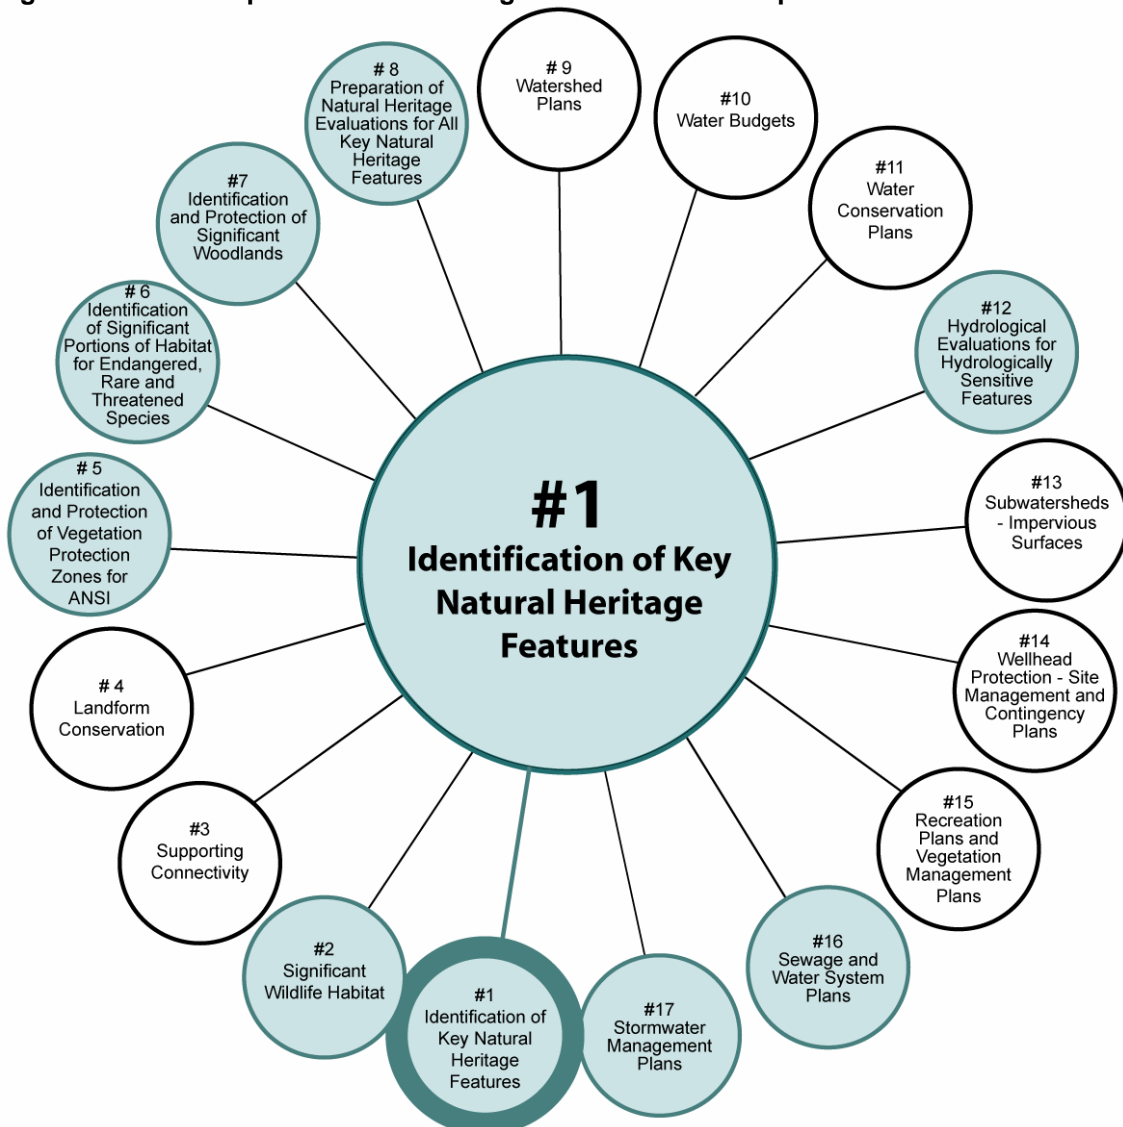 # 9
Watershed
Plans
# 8
Preparation of
Natural Heritage
Evaluations for All
Key Natural
Heritage
Features
#10
Water Budgets
#7
Identification
and Protection of
Significant
Woodlands
#11
Water
Conservation
Plans
# 6
Identification
of Significant
Portions of Habitat
for Endangered,
Rare and
Threatened
Species
#12
Hydrological
Evaluations for
Hydrologically
Sensitive
Features
# 5
Identification
and Protection
of Vegetation
Protection
Zones for
ANSI
#1
Identification of Key
Natural Heritage
Features
#13
Subwatersheds
- Impervious
Surfaces
# 4
Landform
Conservation
#14
Wellhead
Protection - Site
Management and
Contingency
Plans
#3
Supporting
Connectivity
#15
Recreation
Plans and
Vegetation
Management
Plans
#2
Significant
Wildlife Habitat
#1
Identification of
Key Natural
Heritage
Features
#17
Stormwater
Management
Plans
#16
Sewage and
Water System
Plans